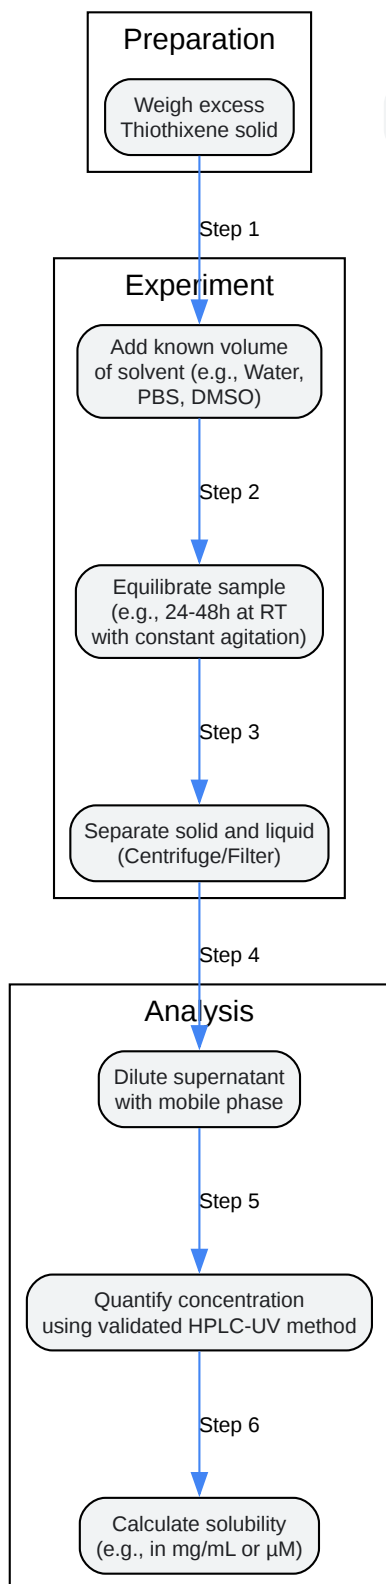 Preparation
Weigh excess
Thiothixene solid
Step 1
Experiment
Add known volume
of solvent (e.g., Water,
PBS, DMSO)
Step 2
Equilibrate sample
(e.g., 24-48h at RT
with constant agitation)
Step 3
Separate solid and liquid
(Centrifuge/Filter)
Step 4
Analysis
Dilute supernatant
with mobile phase
Step 5
Quantify concentration
using validated HPLC-UV method
Step 6
Calculate solubility
(e.g., in mg/mL or µM)